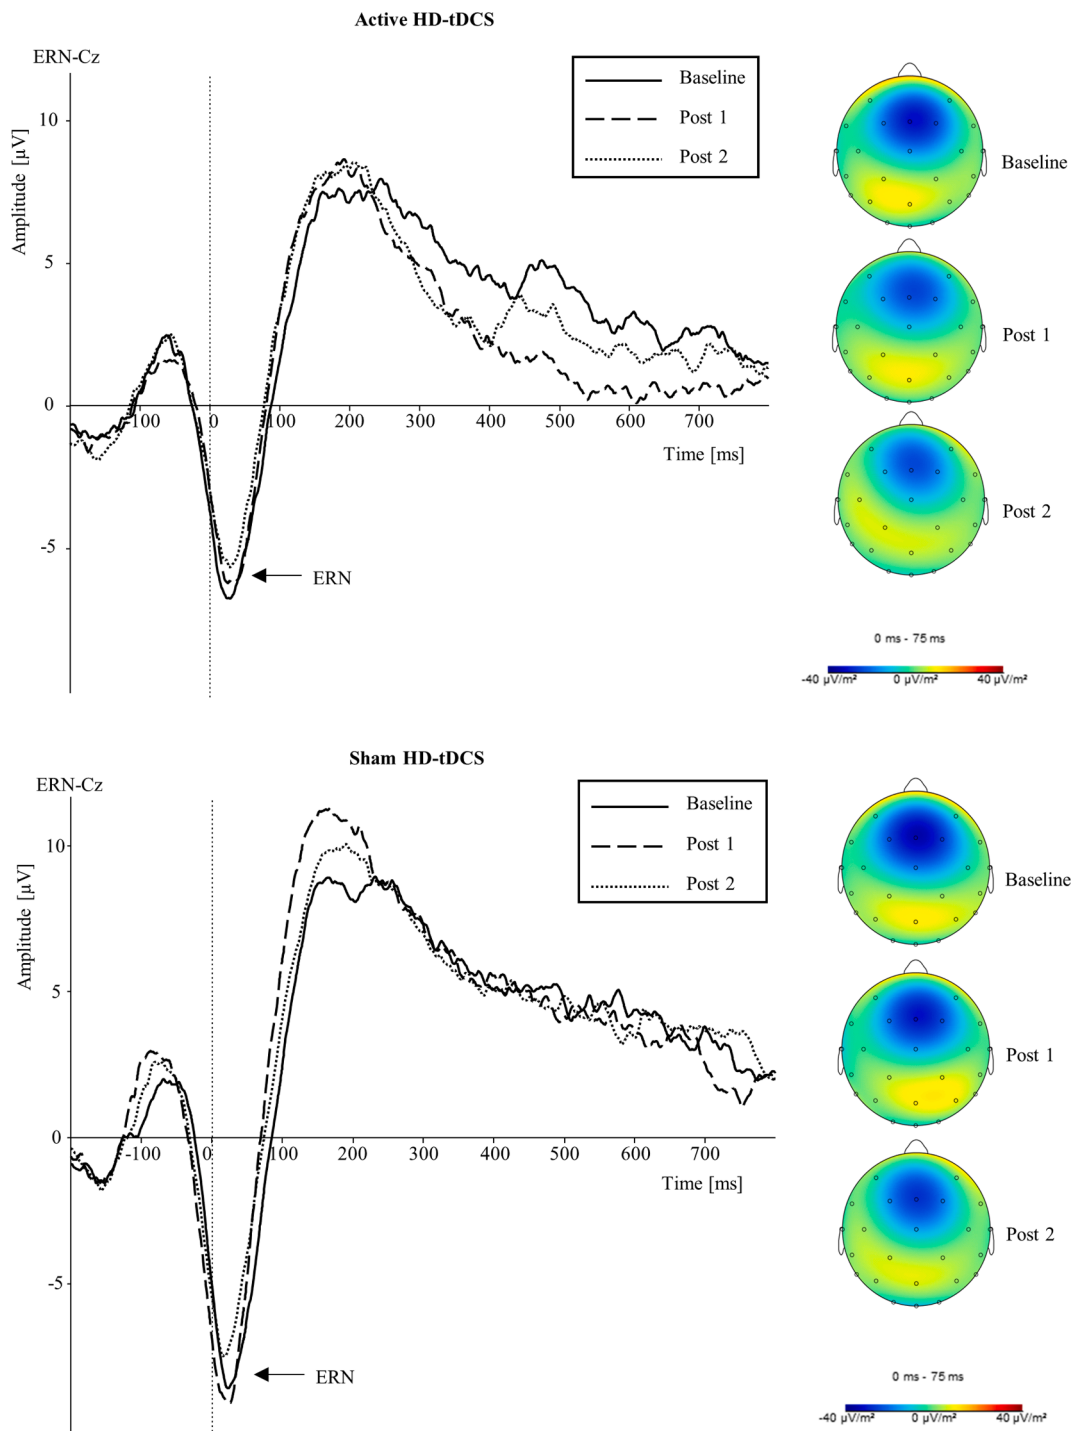 Active HD-tDCS
ERN-Cz
Baseline
Post 1
Post 2
Amplitude [µV]
10
5
0
-5
100 0 100 200 300 400 500 600 700
Time [ms]
ERN
Baseline
Post 1
Post 2
0 ms - 75 ms
-40 µV/m² 0 µV/m² 40 µV/m²
Sham HD-tDCS
ERN-Cz
Baseline
Post 1
Post 2
Amplitude [µV]
10
5
0
-5
-100 0 100 200 300 400 500 600 700
Time [ms]
ERN
Baseline
Post 1
Post 2
0 ms - 75 ms
-40 µV/m² 0 µV/m² 40 µV/m²